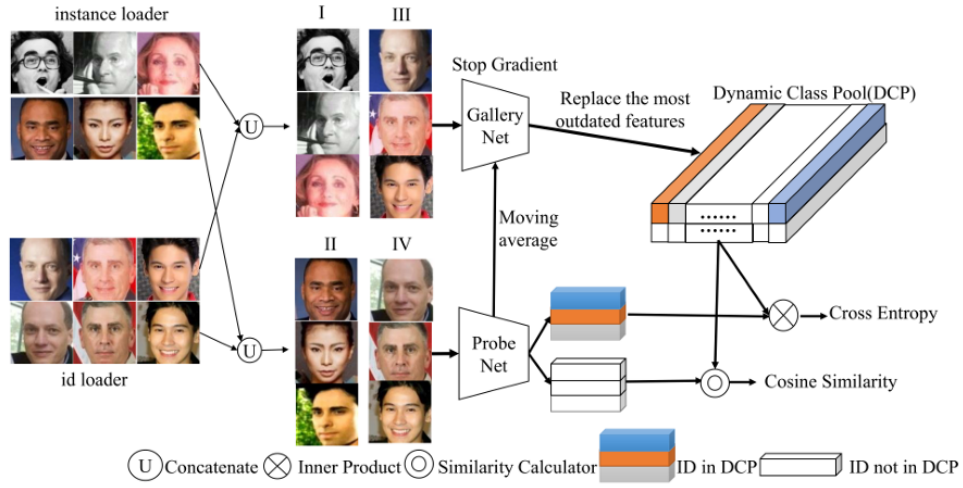 instance loader
I
III
Stop Gradient
Gallery
Net
Replace the most
outdated features
Dynamic Class Pool(DCP)
......
......
U
Moving
average
II
IV
U
id loader
Probe
Net
Cross Entropy
Cosine Similarity
U Concatenate
Inner Product
Similarity Calculator
ID in DCP
ID not in DCP